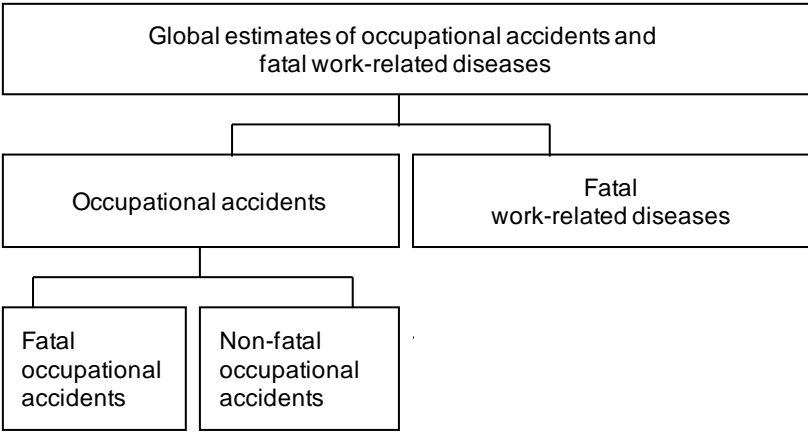 Global estimates of occupational accidents and
fatal work-related diseases
Occupational accidents
Fatal
work-related diseases
Fatal
occupational
accidents
Non-fatal
occupational
accidents